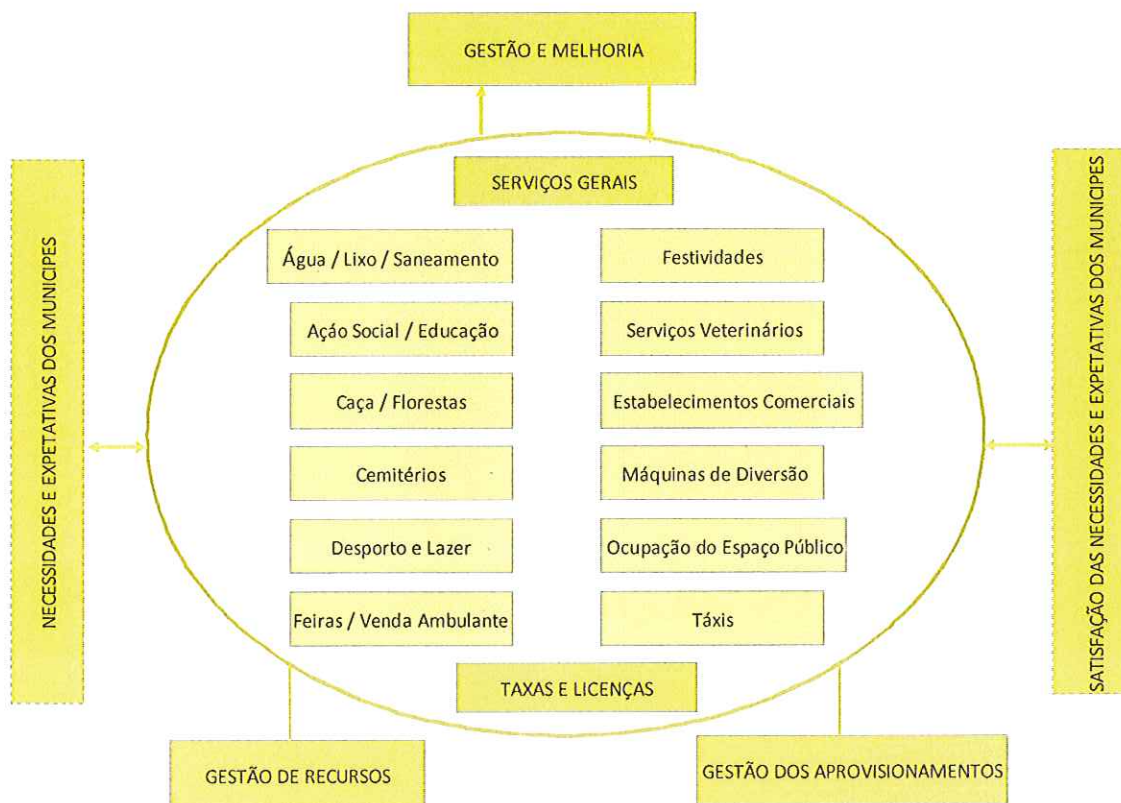 GESTÃO E MELHORIA
NECESSIDADES E EXPETATIVAS DOS MUNICIPES
SERVIÇOS GERAIS
Água / Lixo / Saneamento
Festividades
Ação Social / Educação
Serviços Veterinários
Caça / Florestas
Estabelecimentos Comerciais
Cemitérios
Máquinas de Diversão
Desporto e Lazer
Ocupação do Espaço Público
Feiras / Venda Ambulante
Táxis
TAXAS E LICENÇAS
SATISFAÇÃO DAS NECESSIDADES E EXPETATIVAS DOS MUNICIPES
GESTÃO DE RECURSOS
GESTÃO DOS APROVISIONAMENTOS